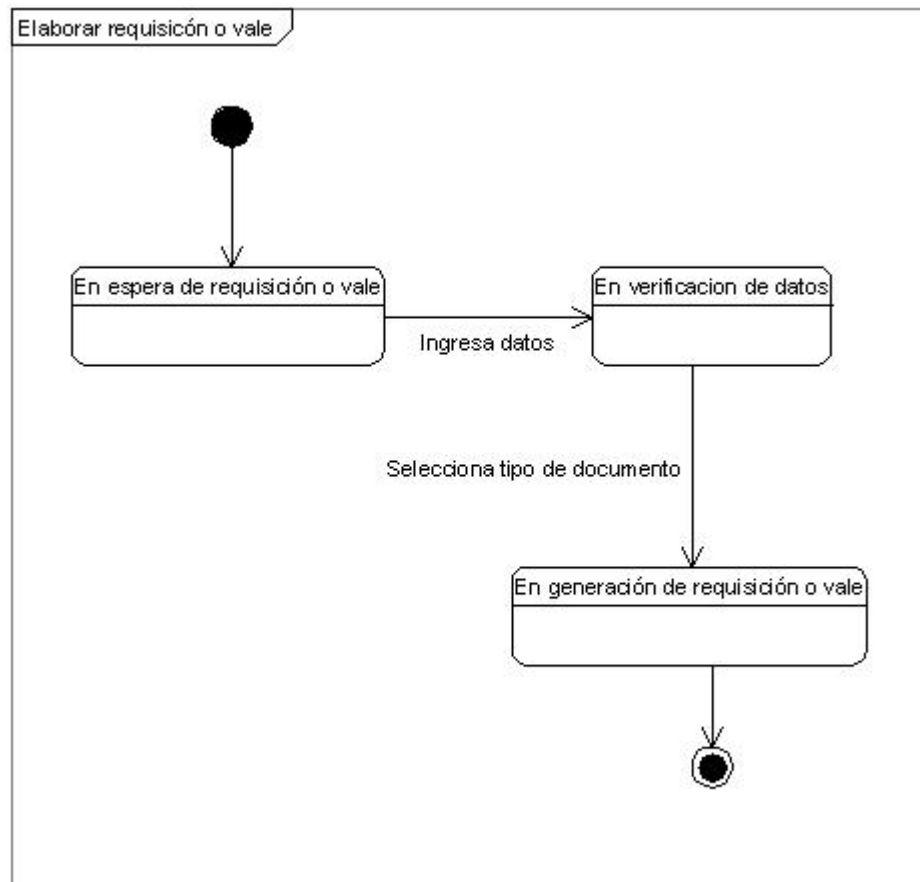 Elaborar requisicón o vale
En espera de requisición o vale
En verificacion de datos
Ingresa datos
Selecciona tipo de documento
En generación de requisición o vale